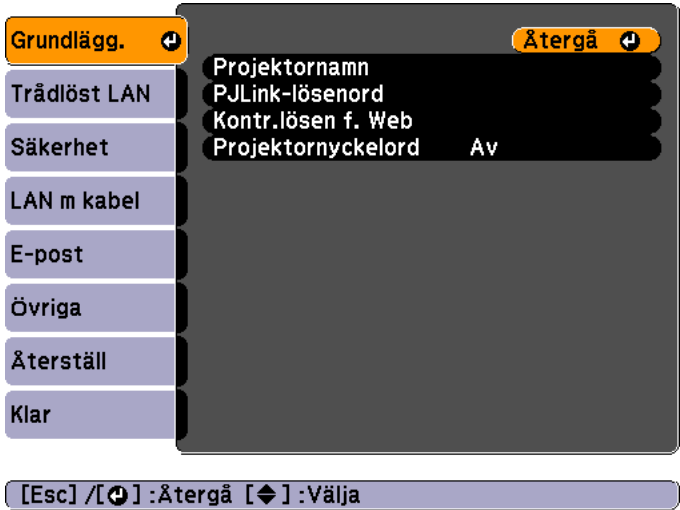 Grundlägg.
Trådlöst LAN
Säkerhet
LAN m kabel
E-post
Övriga
Återställ
Klar
Återgå
Projektornamn
PJLink-lösenord
Kontr.lösen f. Web
Projektornyckelord Av
[Esc] /[⏎] :Återgå [◆] :Välja